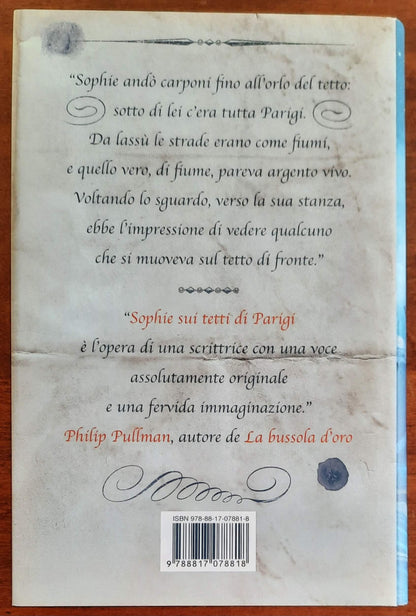 “Sophie andò carponi fino all’orlo del tetto:
sotto di lei c’era tutta Parigi.
Da lassù le strade erano come fiumi,
e quello vero, di fiume, pareva argento vivo.
Voltando lo sguardo, verso la sua stanza,
ebbe l’impressione di vedere qualcuno
che si muoveva sul tetto di fronte.”
“Sophie sui tetti di Parigi
è l’opera di una scrittrice con una voce
assolutamente originale
e una fervida immaginazione.”
Philip Pullman, autore de La bussola d’oro
ISBN 978-88-17-07881-8
9 788817 078818